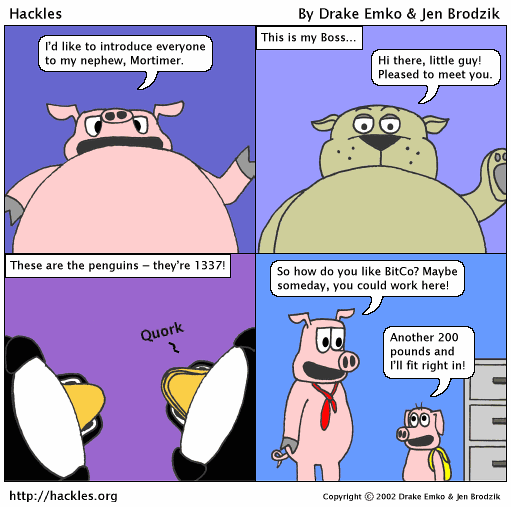 Hackles
By Drake Emko & Jen Brodzik
I'd like to introduce everyone
to my nephew, Mortimer.
This is my Boss...
Hi there, little guy!
Pleased to meet you.
These are the penguins – they're 1337!
Quork
So how do you like BitCo? Maybe
someday, you could work here!
Another 200
pounds and
I'll fit right in!
http://hackles.org
Copyright © 2002 Drake Emko & Jen Brodzik